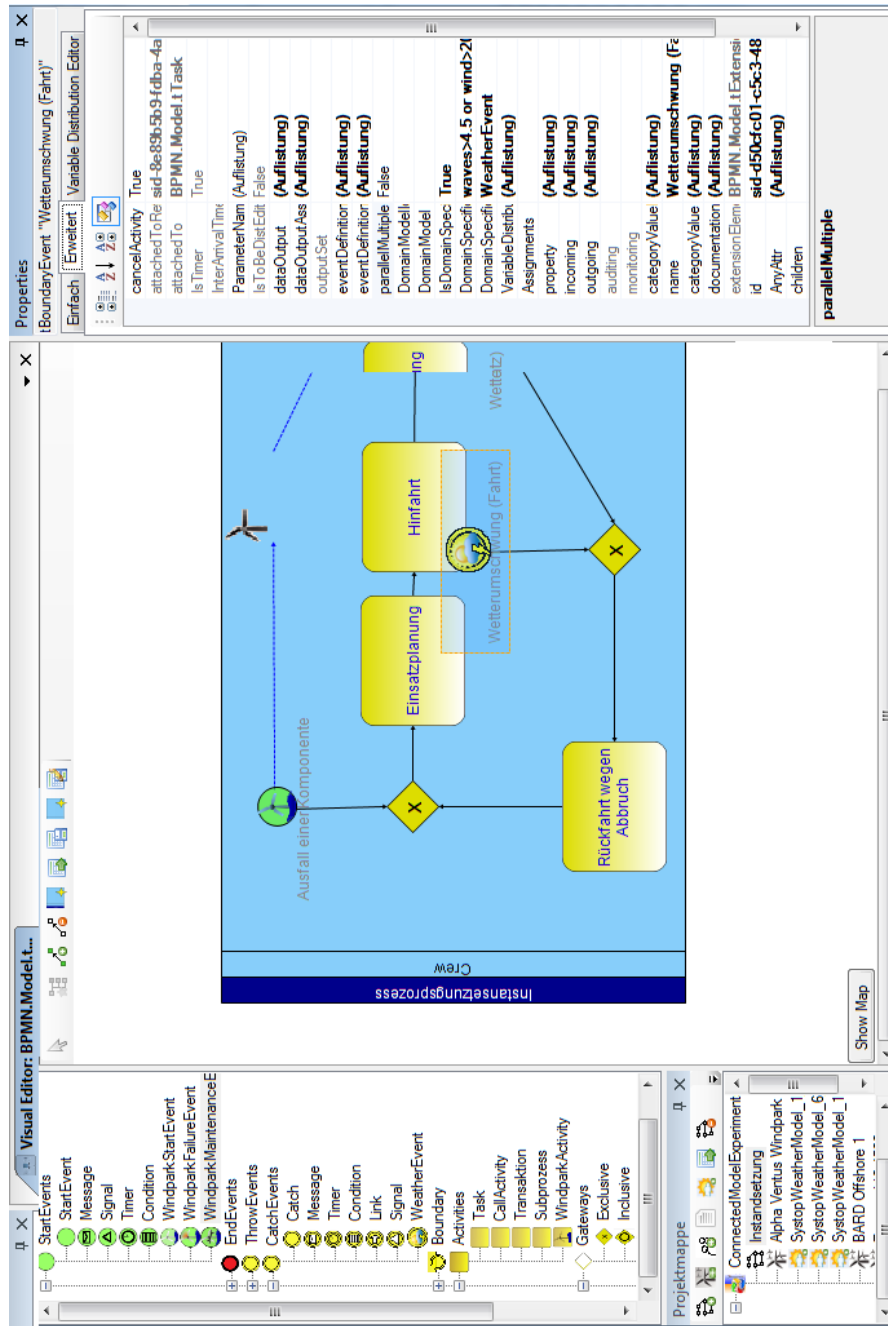 Visual Editor: BPMN.Model.t...
StartEvents
StartEvent
Message
Signal
Timer
Condition
WindparkStartEvent
WindparkFailureEvent
WindparkMaintenanceE
EndEvents
ThrowEvents
CatchEvents
Catch
Message
Timer
Condition
Link
Signal
WeatherEvent
Boundary
Activities
Task
CallActivity
Transaktion
Subprozess
WindparkActivity
Gateways
Exclusive
Inclusive
Projektmappe
ConnectedModelExperiment
Instandsetzung
Alpha Ventus Windpark
SystopWeatherModel_1
SystopWeatherModel_6
SystopWeatherModel_1
BARD Offshore 1
Instansetzungsprozess
Crew
Ausfall einer Komponente
X
Einsatzplanung
Hinfahrt
ng
Wetterumschwung (Fahrt)
Wettetz)
X
Rückfahrt wegen
Abbruch
Show Map
Properties
tBoundaryEvent "Wetterumschwung (Fahrt)"
Einfach Erweitert Variable Distribution Editor
cancelActivity True
attachedToRe sid-8e89b5b9-fdba-4a
attachedTo BPMN.Model.tTask
IsTimer True
InterArrivalTime
ParameterNam (Auflistung)
IsToBeDistEdit False
dataOutput (Auflistung)
dataOutputAss (Auflistung)
outputSet
eventDefinition (Auflistung)
eventDefinition (Auflistung)
parallelMultiple False
DomainModelI
DomainModel
IsDomainSpec True
DomainSpecifi waves>4.5 or wind>20
DomainSpecifi WeatherEvent
VariableDistribu (Auflistung)
Assignments
property (Auflistung)
incoming (Auflistung)
outgoing (Auflistung)
auditing
monitoring
categoryValue (Auflistung)
name Wetterumschwung (Fa
categoryValue (Auflistung)
documentation (Auflistung)
extensionElem BPMN.Model.tExtensi
id sid-d50cfc01-c5c3-48
AnyAttr (Auflistung)
children
parallelMultiple